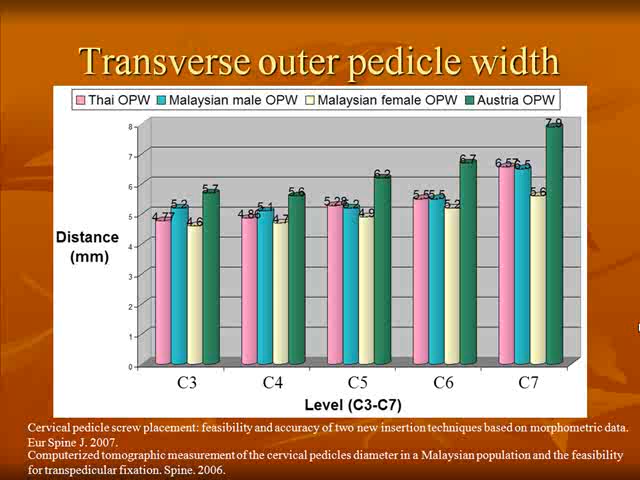 Transverse outer pedicle width
Thai OPW Malaysian male OPW Malaysian female OPW Austria OPW
8
7
6
5
4
3
2
1
0
Distance
(mm)
4.77 5.2 4.6 5.7
4.86 5.1 4.7 5.6
5.28 5.2 4.9 6.2
5.5 5.5 5.2 6.7
6.57 6.5 5.6 7.9
C3 C4 C5 C6 C7
Level (C3-C7)
Cervical pedicle screw placement: feasibility and accuracy of two new insertion techniques based on morphometric data.
Eur Spine J. 2007.
Computerized tomographic measurement of the cervical pedicles diameter in a Malaysian population and the feasibility
for transpedicular fixation. Spine. 2006.